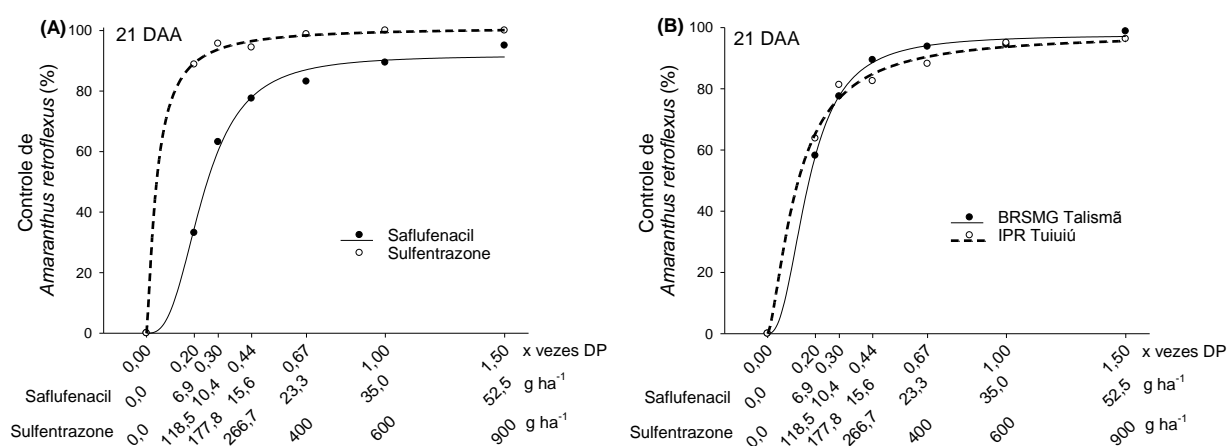 (A)
21 DAA
Controle de
Amaranthus retroflexus (%)
100
80
60
40
20
0
Saflufenacil
Sulfentrazone
0,00 0,20 0,30 0,44 0,67 1,00 1,50 x vezes DP
Saflufenacil 0,0 6,9 10,4 15,6 23,3 35,0 52,5 g ha-1
Sulfentrazone 0,0 118,5 177,8 266,7 400 600 900 g ha-1
(B)
21 DAA
Controle de
Amaranthus retroflexus (%)
100
80
60
40
20
0
BRSMG Talismã
IPR Tuiuiú
0,00 0,20 0,30 0,44 0,67 1,00 1,50 x vezes DP
0,0 6,9 10,4 15,6 23,3 35,0 52,5 g ha-1
0,0 118,5 177,8 266,7 400 600 900 g ha-1